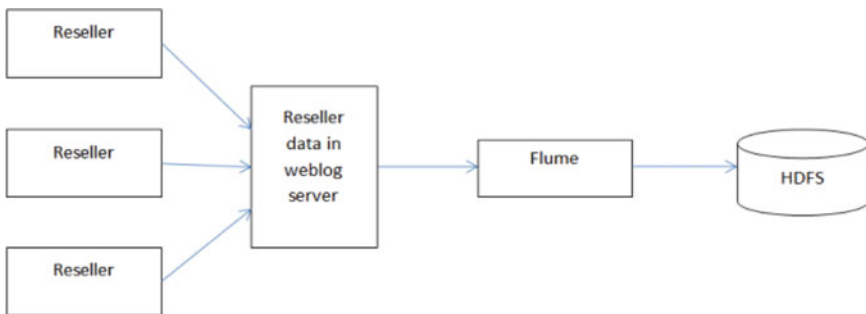 Reseller
Reseller
Reseller
Reseller
data in
weblog
server
Flume
HDFS